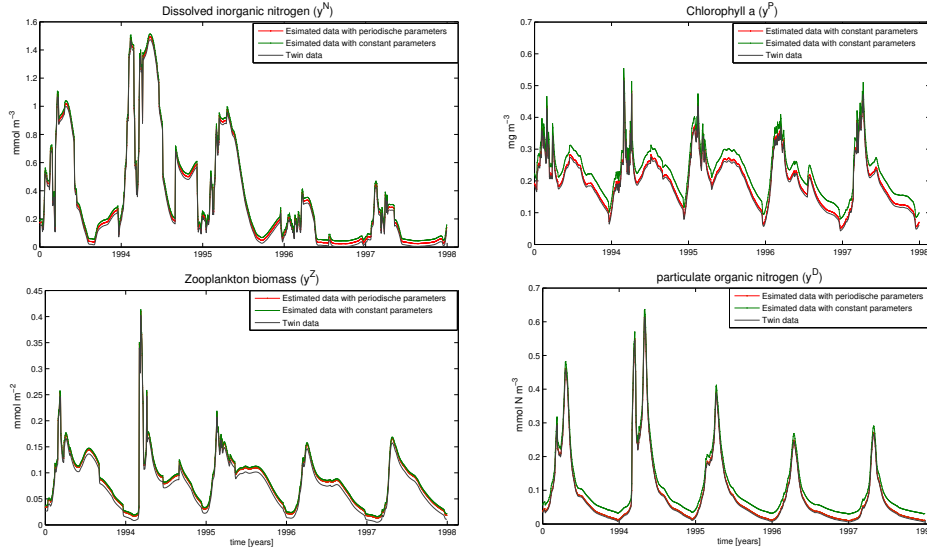 Dissolved inorganic nitrogen (y^N)
Estimated data with periodische parameters
Esimated data with constant parameters
Twin data
mmol m−3
1.6
1.4
1.2
1
0.8
0.6
0.4
0.2
0
0 1994 1995 1996 1997 1998
Chlorophyll a (y^P)
Estimated data with constant parameters
Esimated data with constant parameters
Twin data
mg m−3
0.7
0.6
0.5
0.4
0.3
0.2
0.1
0
0 1994 1995 1996 1997 1998
Zooplankton biomass (y^Z)
Estimated data with periodische parameters
Esimated data with constant parameters
Twin data
mmol m−2
0.45
0.4
0.35
0.3
0.25
0.2
0.15
0.1
0.05
0
0 1994 1995 1996 1997 1998
time [years]
particulate organic nitrogen (y^D)
Estimated data with periodische parameters
Esimated data with constant parameters
Twin data
mmol N m−3
0.7
0.6
0.5
0.4
0.3
0.2
0.1
0
0 1994 1995 1996 1997 1998
time [years]